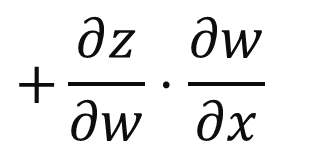 + ∂z/∂w · ∂w/∂x